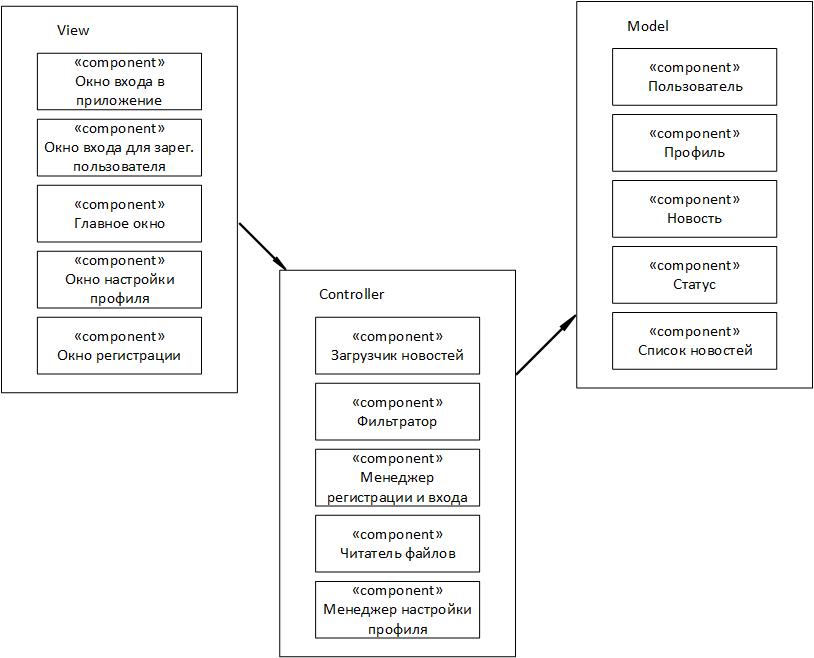 View
«component»
Окно входа в
приложение
«component»
Окно входа для зарег.
пользователя
«component»
Главное окно
«component»
Окно настройки
профиля
«component»
Окно регистрации
Controller
«component»
Загрузчик новостей
«component»
Фильтратор
«component»
Менеджер
регистрации и входа
«component»
Читатель файлов
«component»
Менеджер настройки
профиля
Model
«component»
Пользователь
«component»
Профиль
«component»
Новость
«component»
Статус
«component»
Список новостей